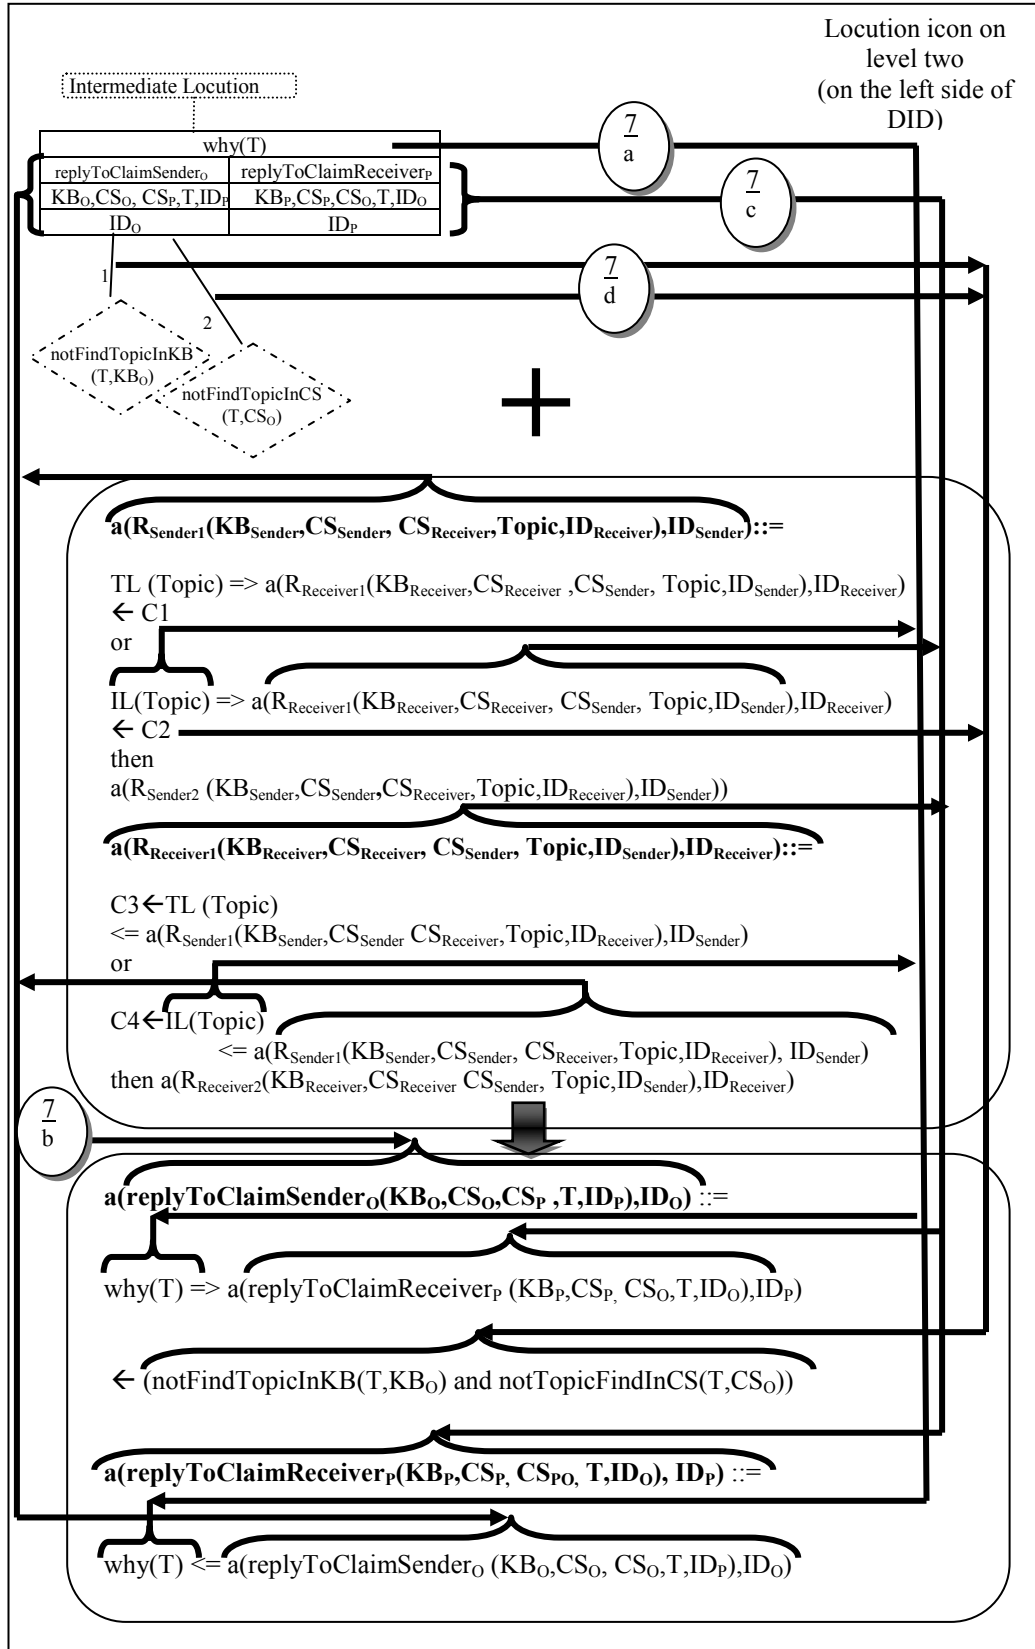 Locution icon on
level two
(on the left side of
DID)
Intermediate Locution
why(T)
replyToClaimSenderO replyToClaimReceiverP
KBO,CSO, CSP,T,IDP KBP,CSP,CSO,T,IDO
IDO IDP
7
a
7
c
7
d
1
2
notFindTopicInKB
(T,KBO)
notFindTopicInCS
(T,CSO)
+
a(RSender1(KBSender,CSSender, CSReceiver,Topic,IDReceiver),IDSender)::=
TL (Topic) => a(RReceiver1(KBReceiver,CSReceiver ,CSSender, Topic,IDSender),IDReceiver)
← C1
or
IL(Topic) => a(RReceiver1(KBReceiver,CSReceiver, CSSender, Topic,IDSender),IDReceiver)
← C2
then
a(RSender2 (KBSender,CSSender,CSReceiver,Topic,IDReceiver),IDSender))
a(RReceiver1(KBReceiver,CSReceiver, CSSender, Topic,IDSender),IDReceiver)::=
C3←TL (Topic)
<= a(RSender1(KBSender,CSSender CSReceiver,Topic,IDReceiver),IDSender)
or
C4←IL(Topic)
<= a(RSender1(KBSender,CSSender, CSReceiver,Topic,IDReceiver), IDSender)
then a(RReceiver2(KBReceiver,CSReceiver CSSender, Topic,IDSender),IDReceiver)
7
b
a(replyToClaimSenderO(KBO,CSO,CSP ,T,IDP),IDO) ::=
why(T) => a(replyToClaimReceiverP (KBP,CSP, CSO,T,IDO),IDP)
← (notFindTopicInKB(T,KBO) and notTopicFindInCS(T,CSO))
a(replyToClaimReceiverP(KBP,CSP, CSPO, T,IDO), IDP) ::=
why(T) <= a(replyToClaimSenderO (KBO,CSO, CSO,T,IDP),IDO)